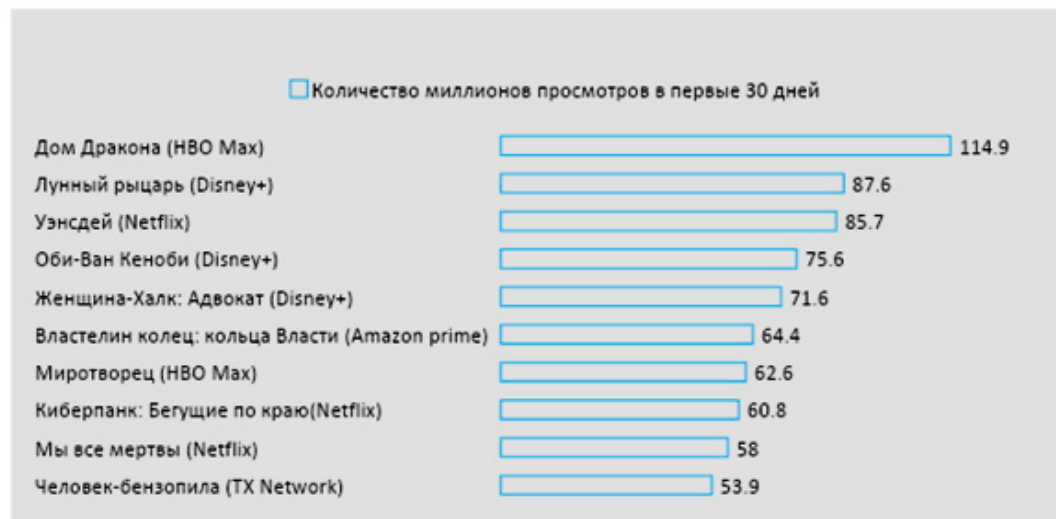 Количество миллионов просмотров в первые 30 дней
Дом Дракона (HBO Max) 114.9
Лунный рыцарь (Disney+) 87.6
Уэнсдей (Netflix) 85.7
Оби-Ван Кеноби (Disney+) 75.6
Женщина-Халк: Адвокат (Disney+) 71.6
Властелин колец: кольца Власти (Amazon prime) 64.4
Миротворец (HBO Max) 62.6
Киберпанк: Бегущие по краю(Netflix) 60.8
Мы все мертвы (Netflix) 58
Человек-бензопила (TX Network) 53.9